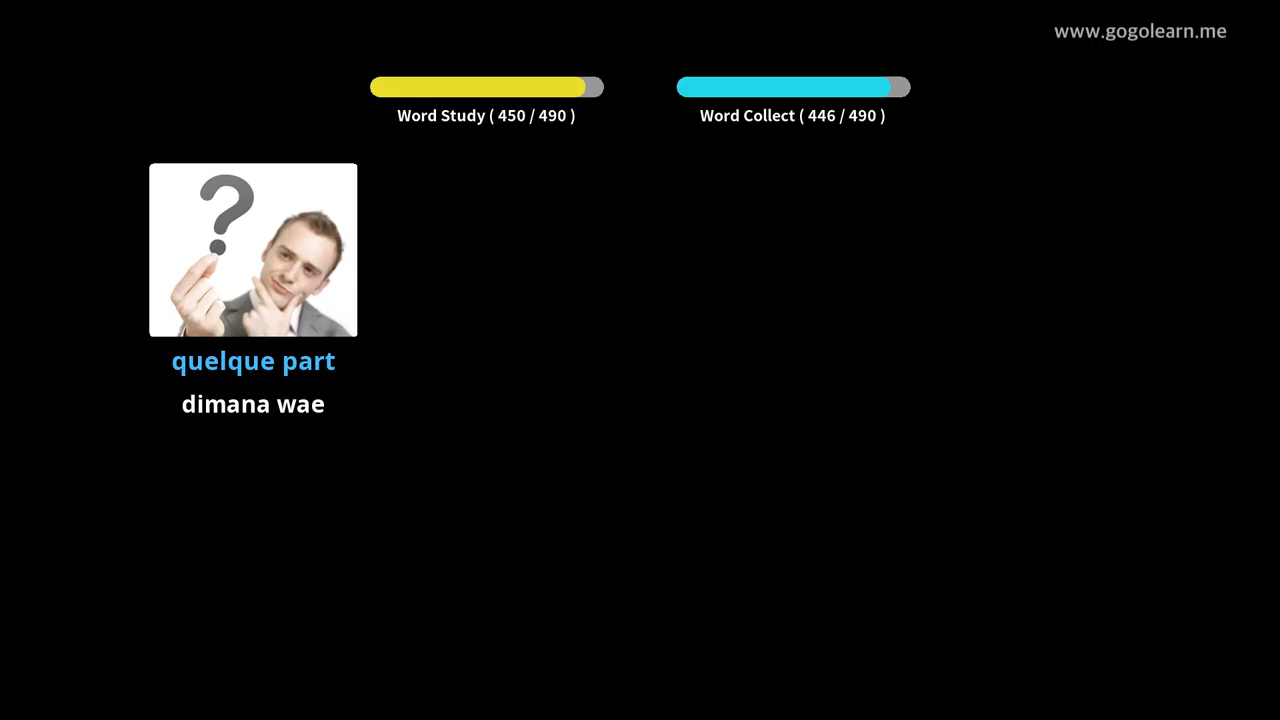 www.gogolearn.me
Word Study ( 450 / 490 )
Word Collect ( 446 / 490 )
?
quelque part
dimana wae